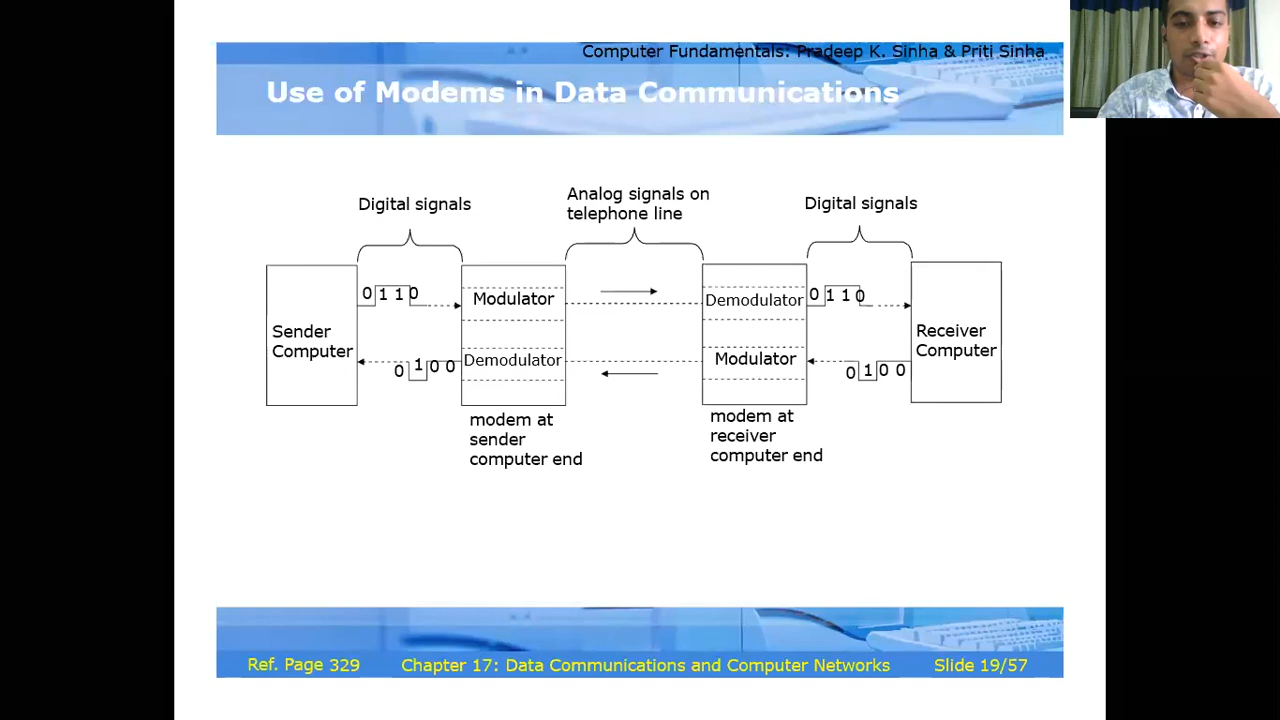 Computer Fundamentals: Pradeep K. Sinha & Priti Sinha
Use of Modems in Data Communications
Digital signals
Analog signals on
telephone line
Digital signals
0 1 1 0
Modulator
Demodulator
0 1 1 0
Sender
Computer
Receiver
Computer
0 1 0 0
Demodulator
Modulator
0 1 0 0
modem at
sender
computer end
modem at
receiver
computer end
Ref. Page 329
Chapter 17: Data Communications and Computer Networks
Slide 19/57